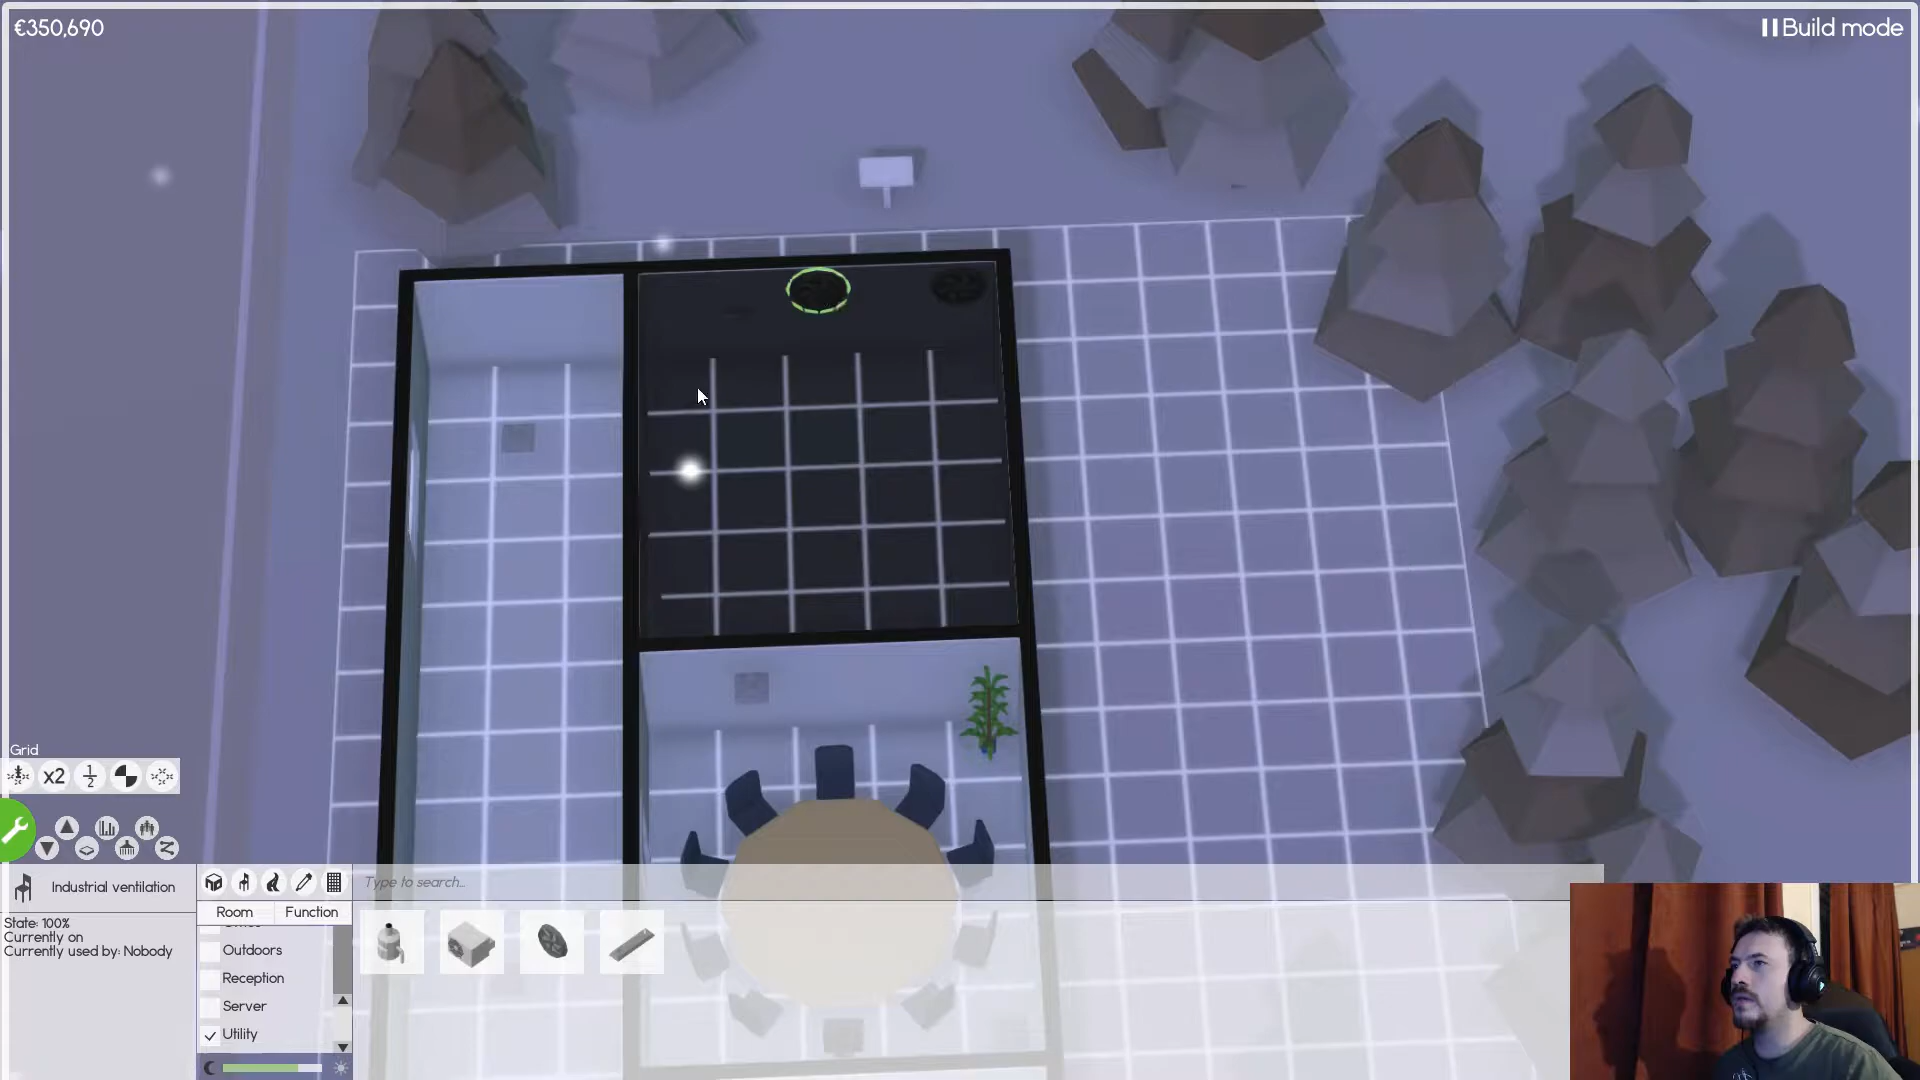 €350,690
Build mode
Grid
x2
1/2
Industrial ventilation
State: 100%
Currently on
Currently used by: Nobody
Type to search...
Room
Function
Outdoors
Reception
Server
Utility